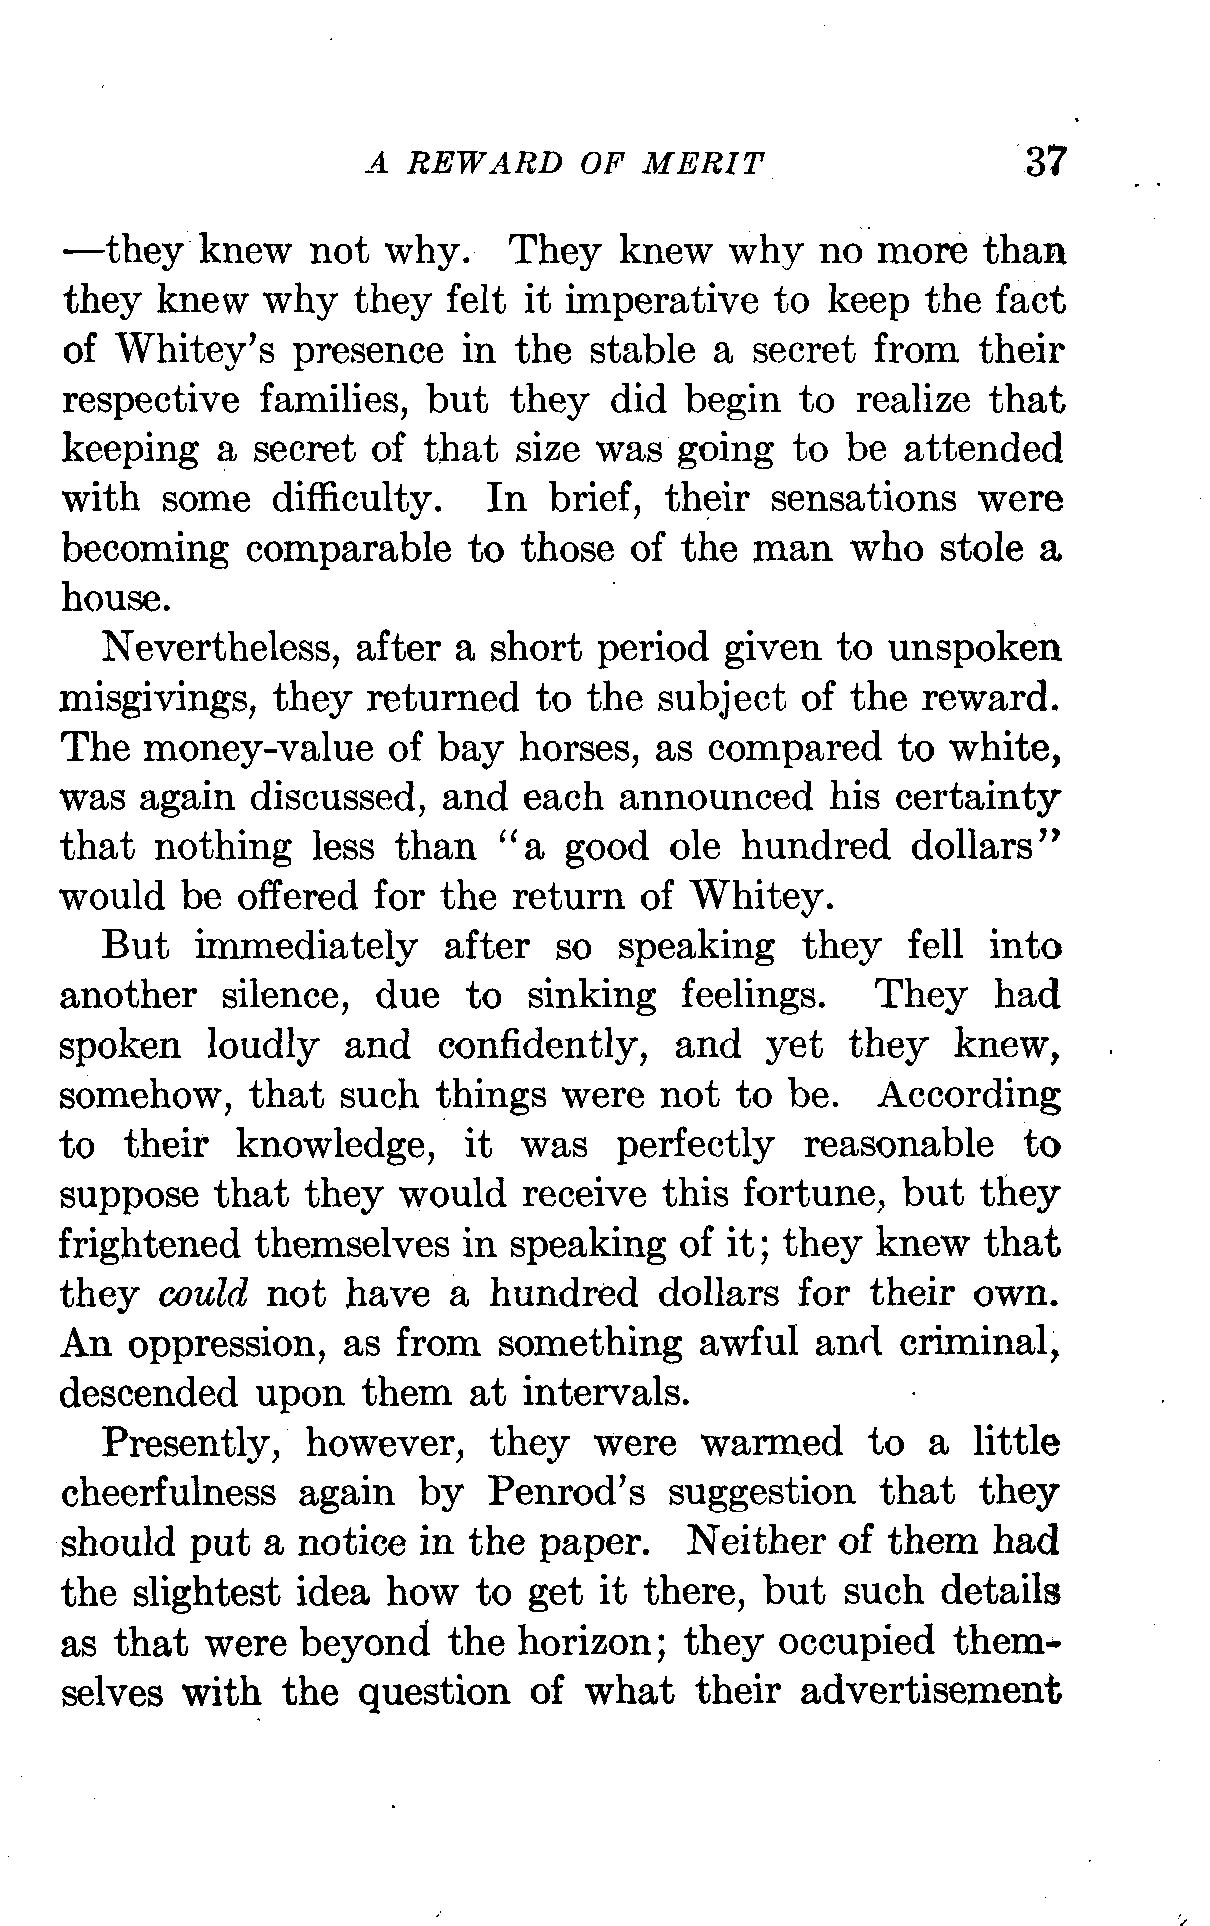 A REWARD OF MERIT 37
—they knew not why. They knew why no more than
they knew why they felt it imperative to keep the fact
of Whitey's presence in the stable a secret from their
respective families, but they did begin to realize that
keeping a secret of that size was going to be attended
with some difficulty. In brief, their sensations were
becoming comparable to those of the man who stole a
house.
Nevertheless, after a short period given to unspoken
misgivings, they returned to the subject of the reward.
The money-value of bay horses, as compared to white,
was again discussed, and each announced his certainty
that nothing less than "a good ole hundred dollars"
would be offered for the return of Whitey.
But immediately after so speaking they fell into
another silence, due to sinking feelings. They had
spoken loudly and confidently, and yet they knew,
somehow, that such things were not to be. According
to their knowledge, it was perfectly reasonable to
suppose that they would receive this fortune, but they
frightened themselves in speaking of it; they knew that
they could not have a hundred dollars for their own.
An oppression, as from something awful and criminal,
descended upon them at intervals.
Presently, however, they were warmed to a little
cheerfulness again by Penrod's suggestion that they
should put a notice in the paper. Neither of them had
the slightest idea how to get it there, but such details
as that were beyond the horizon; they occupied them-
selves with the question of what their advertisement